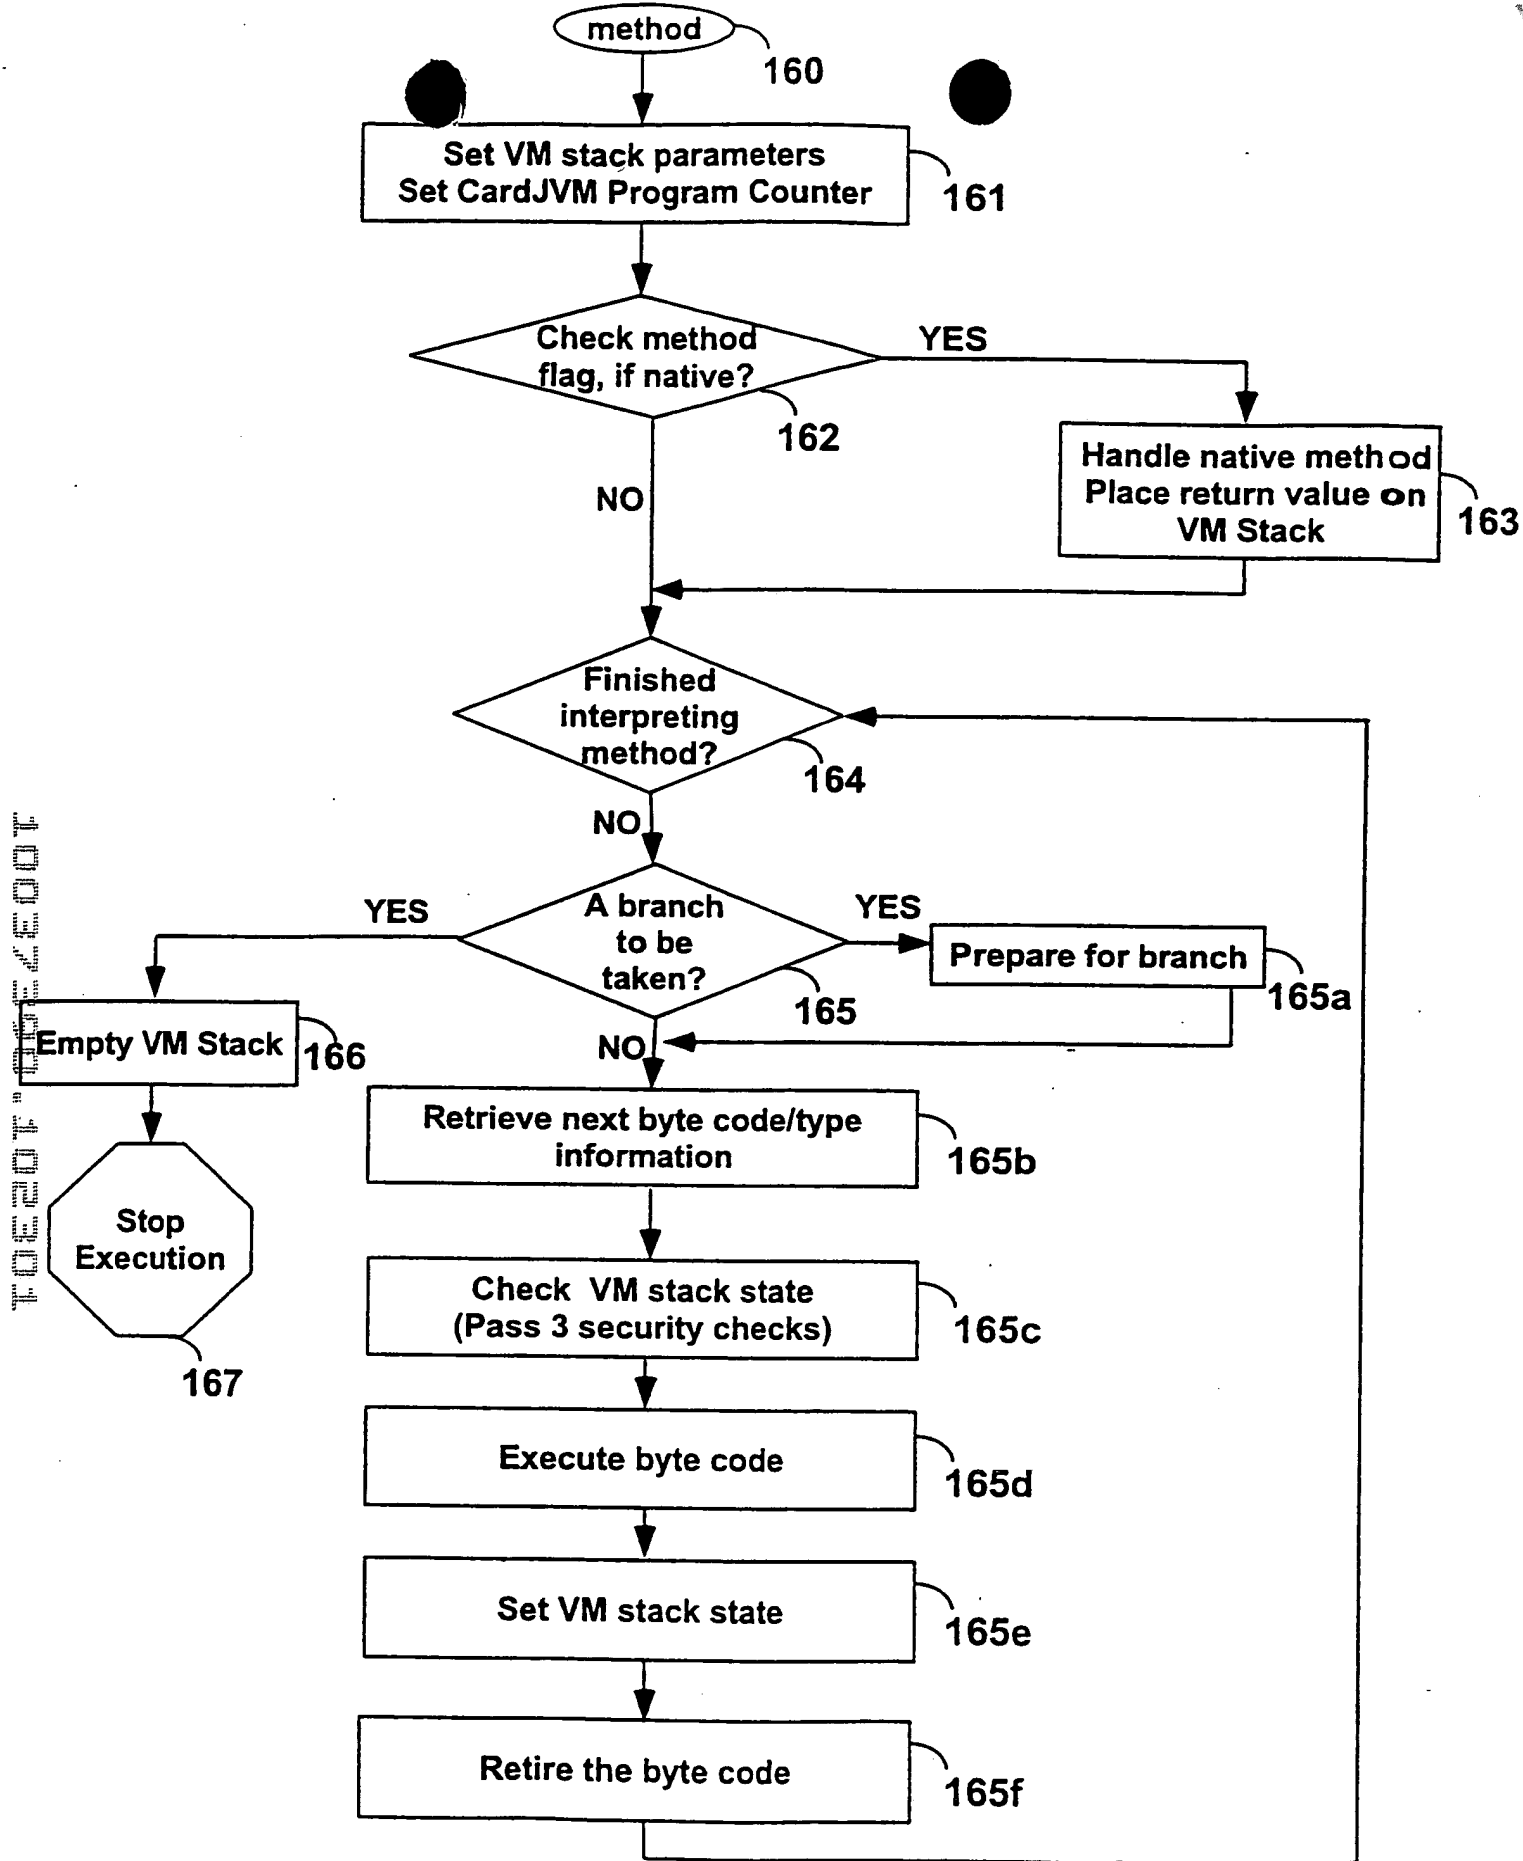 method
160
Set VM stack parameters
Set CardJVM Program Counter
161
Check method
flag, if native?
YES
162
Handle native method
Place return value on
VM Stack
163
NO
Finished
interpreting
method?
164
NO
A branch
to be
taken?
YES
YES
165
Prepare for branch
165a
Empty VM Stack
166
NO
Retrieve next byte code/type
information
165b
Stop
Execution
167
Check VM stack state
(Pass 3 security checks)
165c
Execute byte code
165d
Set VM stack state
165e
Retire the byte code
165f